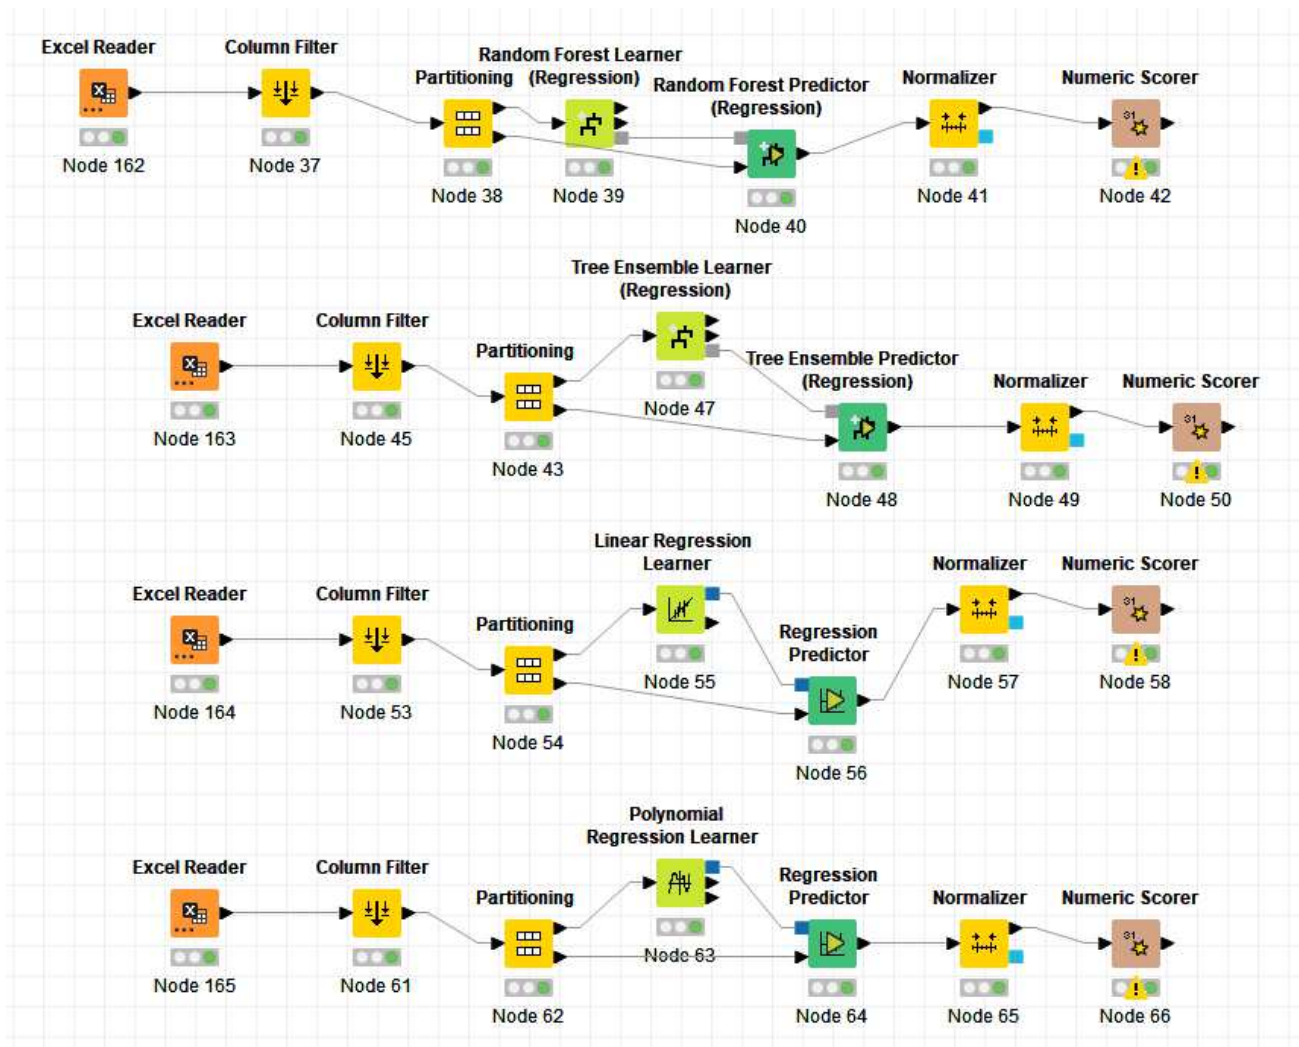 Excel Reader
Column Filter
Random Forest Learner
Partitioning
(Regression)
Random Forest Predictor
(Regression)
Normalizer
Numeric Scorer
Node 162
Node 37
Node 38
Node 39
Node 40
Node 41
Node 42
Tree Ensemble Learner
(Regression)
Excel Reader
Column Filter
Partitioning
Tree Ensemble Predictor
(Regression)
Normalizer
Numeric Scorer
Node 163
Node 45
Node 43
Node 47
Node 48
Node 49
Node 50
Linear Regression
Learner
Excel Reader
Column Filter
Partitioning
Regression
Predictor
Normalizer
Numeric Scorer
Node 164
Node 53
Node 54
Node 55
Node 56
Node 57
Node 58
Polynomial
Regression Learner
Excel Reader
Column Filter
Partitioning
Regression
Predictor
Normalizer
Numeric Scorer
Node 165
Node 61
Node 62
Node 63
Node 64
Node 65
Node 66